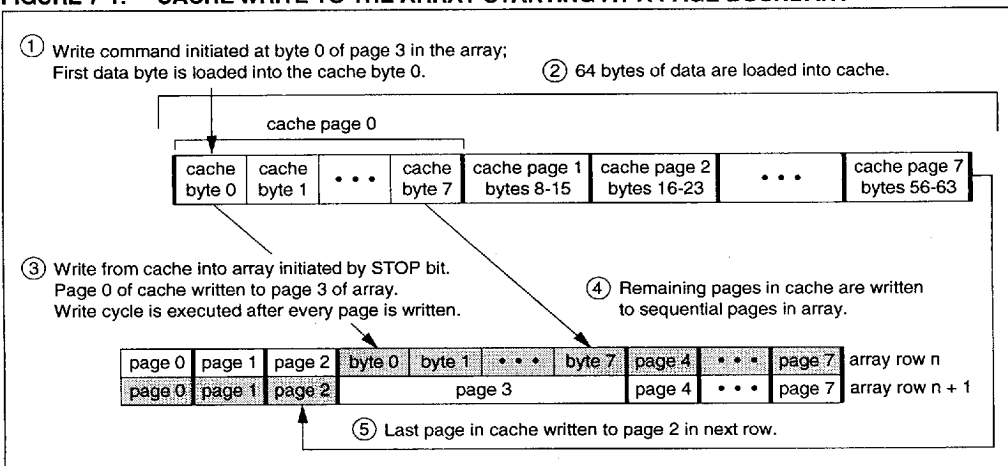 ① Write command initiated at byte 0 of page 3 in the array;
First data byte is loaded into the cache byte 0.
② 64 bytes of data are loaded into cache.
cache page 0
cache byte 0 cache byte 1 • • • cache byte 7 cache page 1 bytes 8-15 cache page 2 bytes 16-23 • • • cache page 7 bytes 56-63
③ Write from cache into array initiated by STOP bit.
Page 0 of cache written to page 3 of array.
Write cycle is executed after every page is written.
④ Remaining pages in cache are written
to sequential pages in array.
page 0 page 1 page 2 byte 0 byte 1 • • • byte 7 page 4 • • • page 7 array row n
page 0 page 1 page 2 page 3 page 4 • • • page 7 array row n + 1
⑤ Last page in cache written to page 2 in next row.